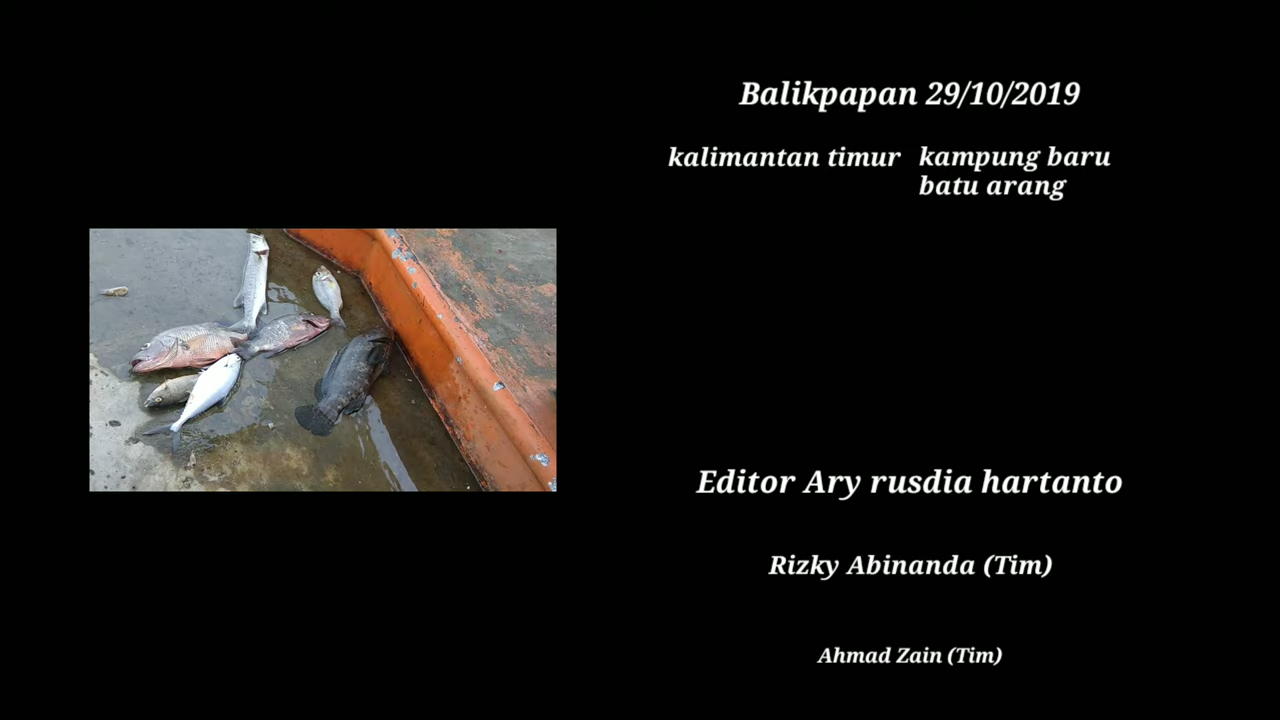 Balikpapan 29/10/2019
kalimantan timur kampung baru
batu arang
Editor Ary rusdia hartanto
Rizky Abinanda (Tim)
Ahmad Zain (Tim)